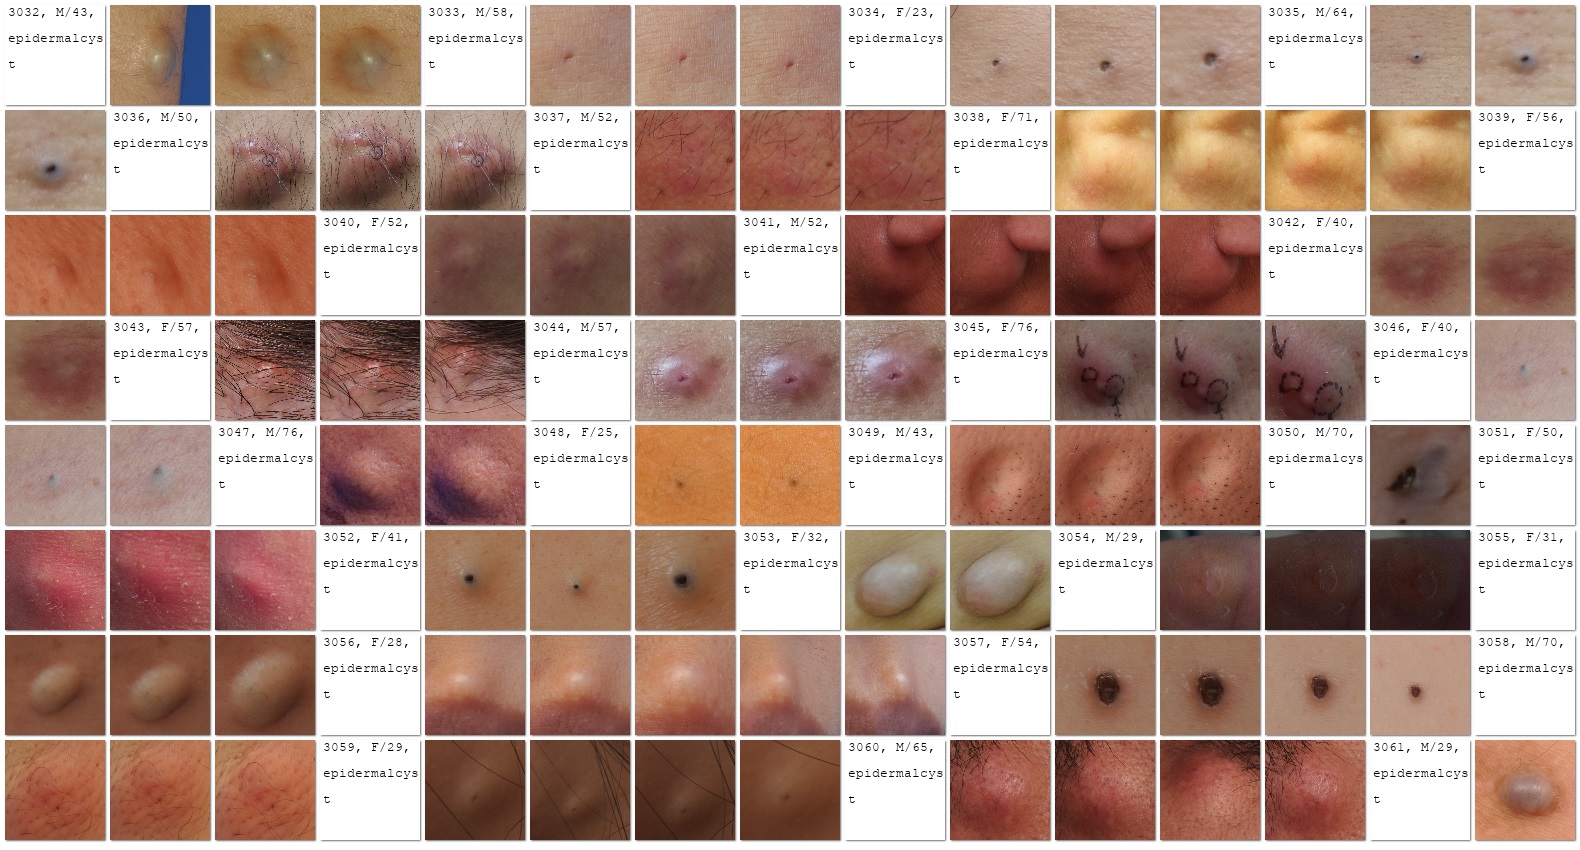 3032, M/43,
epidermalcys
t
3033, M/58,
epidermalcys
t
3034, F/23,
epidermalcys
t
3035, M/64,
epidermalcys
t
3036, M/50,
epidermalcys
t
3037, M/52,
epidermalcys
t
3038, F/71,
epidermalcys
t
3039, F/56,
epidermalcys
t
3040, F/52,
epidermalcys
t
3041, M/52,
epidermalcys
t
3042, F/40,
epidermalcys
t
3043, F/57,
epidermalcys
t
3044, M/57,
epidermalcys
t
3045, F/76,
epidermalcys
t
3046, F/40,
epidermalcys
t
3047, M/76,
epidermalcys
t
3048, F/25,
epidermalcys
t
3049, M/43,
epidermalcys
t
3050, M/70,
epidermalcys
t
3051, F/50,
epidermalcys
t
3052, F/41,
epidermalcys
t
3053, F/32,
epidermalcys
t
3054, M/29,
epidermalcys
t
3055, F/31,
epidermalcys
t
3056, F/28,
epidermalcys
t
3057, F/54,
epidermalcys
t
3058, M/70,
epidermalcys
t
3059, F/29,
epidermalcys
t
3060, M/65,
epidermalcys
t
3061, M/29,
epidermalcys
t